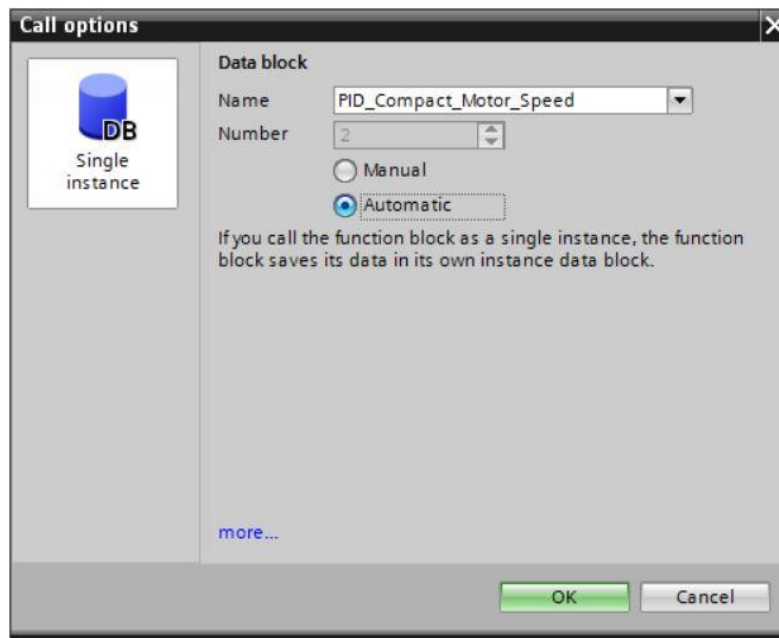 Call options
Data block
DB
Single
instance
Name
PID_Compact_Motor_Speed
Number
2
Manual
Automatic
If you call the function block as a single instance, the function
block saves its data in its own instance data block.
more...
OK
Cancel